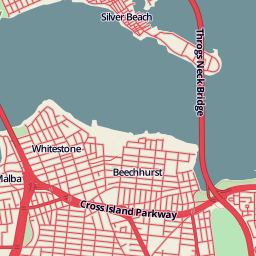 Silver Beach
Throgs Neck Bridge
Whitestone
Beechhurst
Malba
Cross Island Parkway